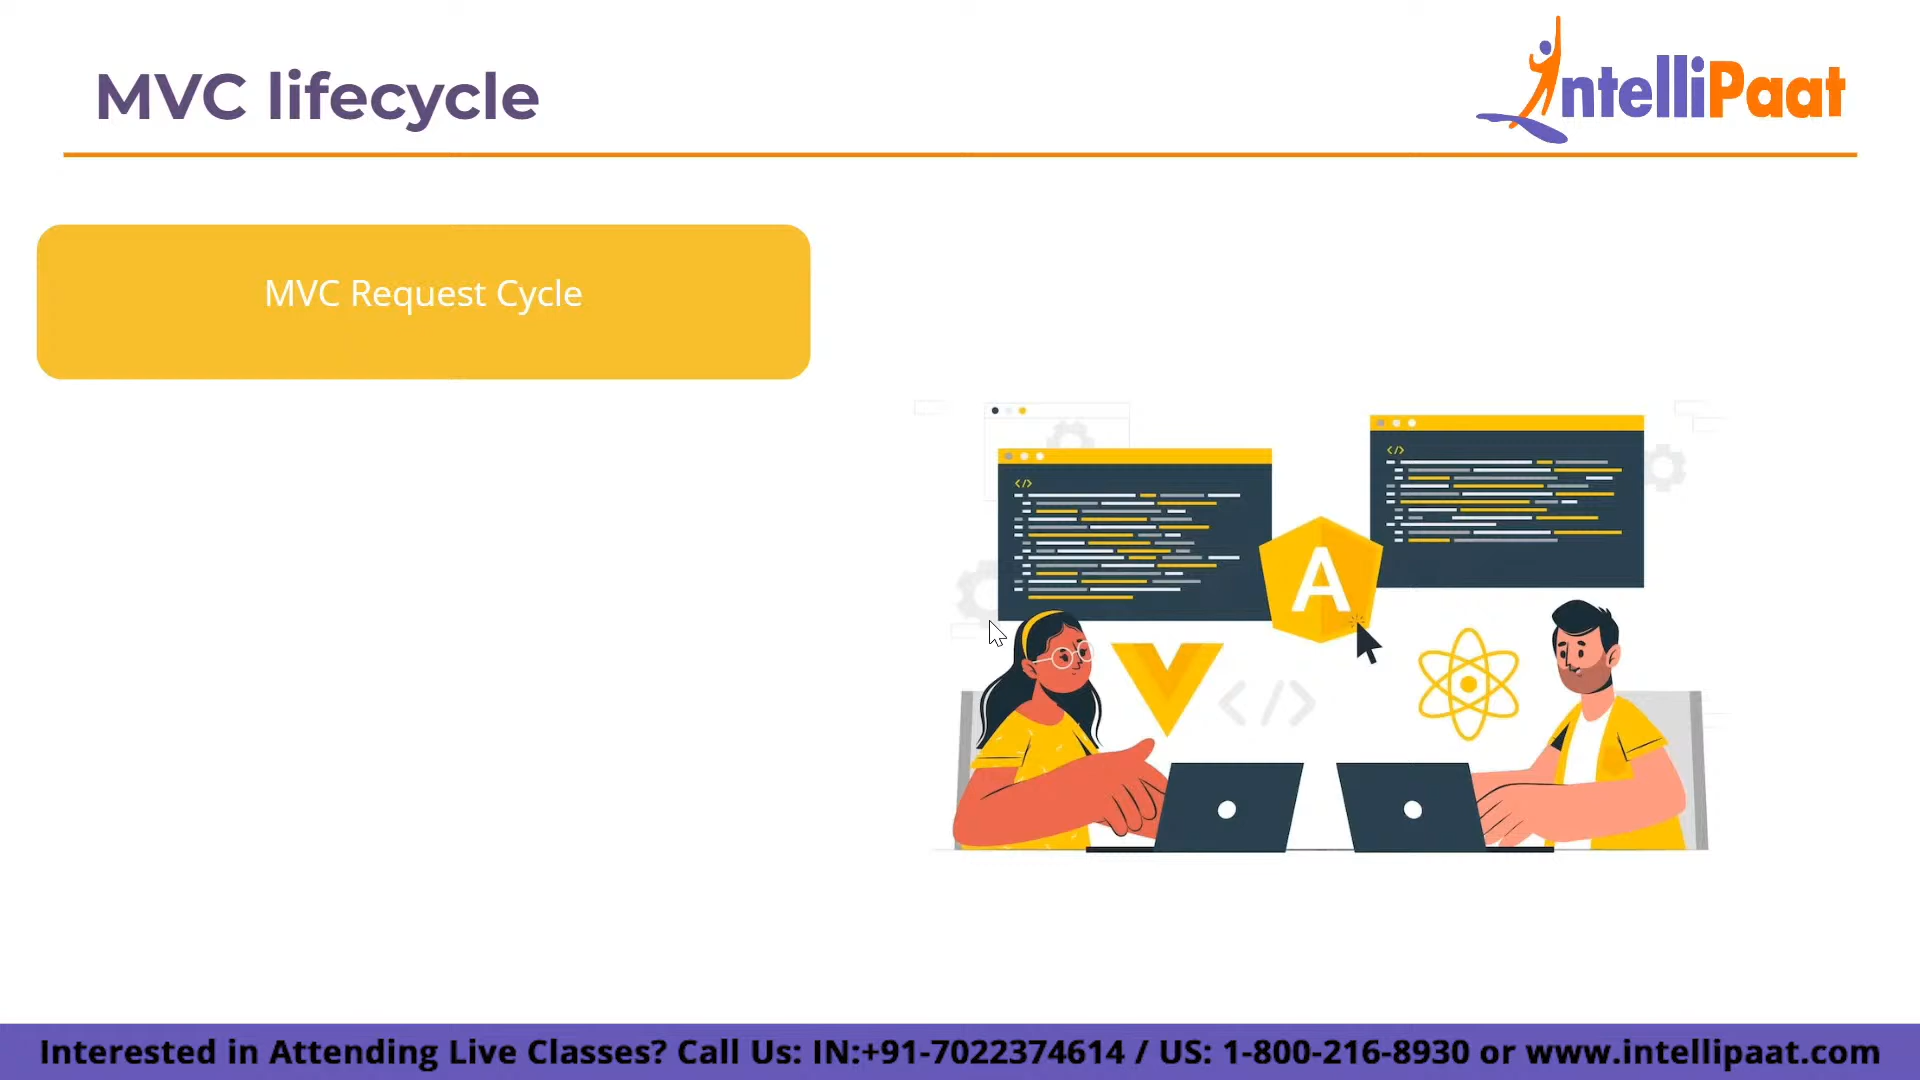 MVC lifecycle
IntelliPaat
MVC Request Cycle
</>
</>
A
</>
Interested in Attending Live Classes? Call Us: IN:+91-7022374614 / US: 1-800-216-8930 or www.intellipaat.com